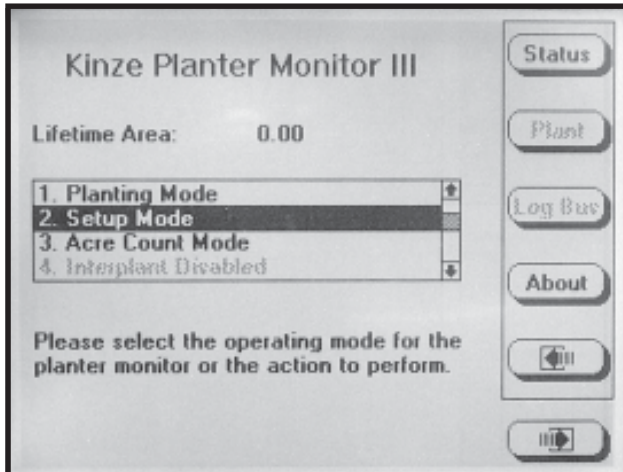 Kinze Planter Monitor III
Lifetime Area: 0.00
1. Planting Mode
2. Setup Mode
3. Acre Count Mode
4. Interplant Disabled
Please select the operating mode for the
planter monitor or the action to perform.
Status
Plant
Log Bus
About